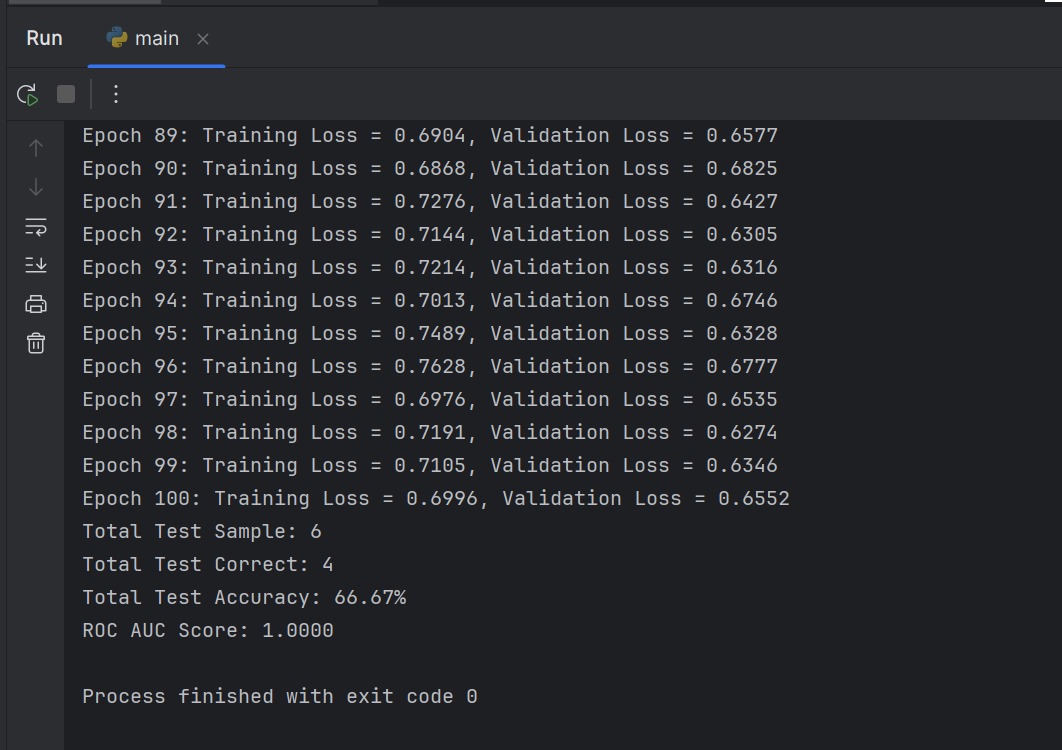 Run
main
Epoch 89: Training Loss = 0.6904, Validation Loss = 0.6577
Epoch 90: Training Loss = 0.6868, Validation Loss = 0.6825
Epoch 91: Training Loss = 0.7276, Validation Loss = 0.6427
Epoch 92: Training Loss = 0.7144, Validation Loss = 0.6305
Epoch 93: Training Loss = 0.7214, Validation Loss = 0.6316
Epoch 94: Training Loss = 0.7013, Validation Loss = 0.6746
Epoch 95: Training Loss = 0.7489, Validation Loss = 0.6328
Epoch 96: Training Loss = 0.7628, Validation Loss = 0.6777
Epoch 97: Training Loss = 0.6976, Validation Loss = 0.6535
Epoch 98: Training Loss = 0.7191, Validation Loss = 0.6274
Epoch 99: Training Loss = 0.7105, Validation Loss = 0.6346
Epoch 100: Training Loss = 0.6996, Validation Loss = 0.6552
Total Test Sample: 6
Total Test Correct: 4
Total Test Accuracy: 66.67%
ROC AUC Score: 1.0000
Process finished with exit code 0